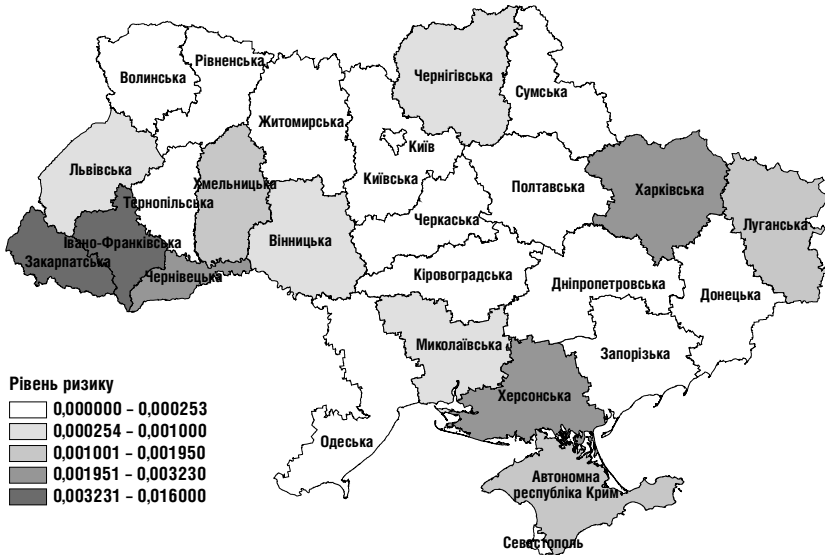 Волинська
Рівненська
Чернігівська
Сумська
Житомирська
Київ
Київська
Львівська
Тернопільська
Хмельницька
Полтавська
Харківська
Луганська
Черкаська
Вінницька
Івано-Франківська
Закарпатська
Чернівецька
Кіровоградська
Дніпропетровська
Донецька
Миколаївська
Запорізька
Херсонська
Одеська
Автономна
республіка Крим
Севастополь
Рівень ризику
0,000000 – 0,000253
0,000254 – 0,001000
0,001001 – 0,001950
0,001951 – 0,003230
0,003231 – 0,016000